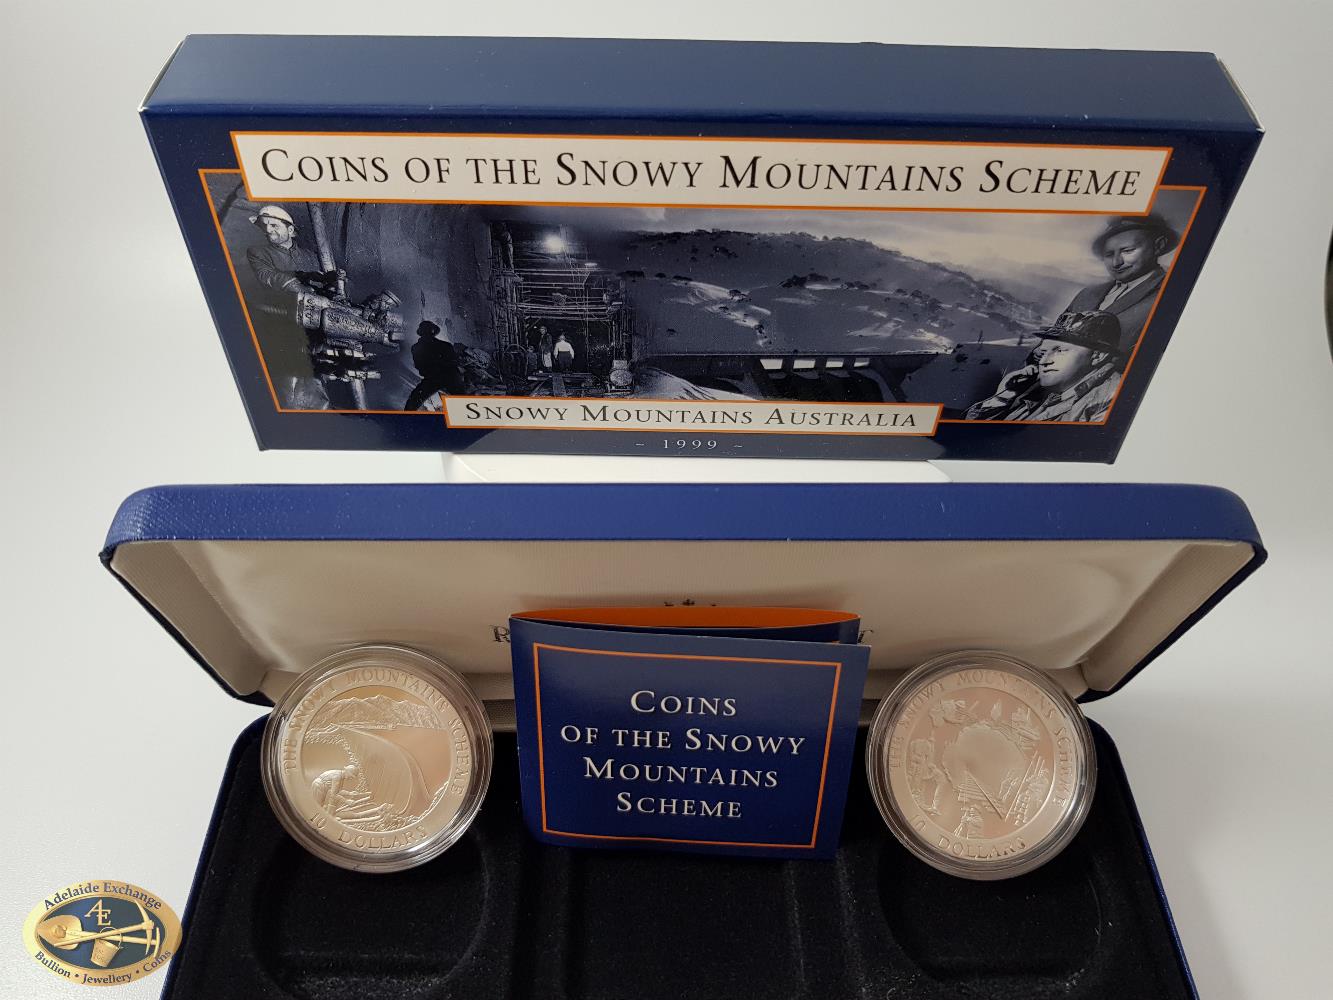 COINS OF THE SNOWY MOUNTAINS SCHEME
SNOWY MOUNTAINS AUSTRALIA
- 1999 -
COINS
OF THE SNOWY
MOUNTAINS
SCHEME
THE SNOWY MOUNTAINS SCHEME
10 DOLLARS
THE SNOWY MOUNTAINS SCHEME
10 DOLLARS
Adelaide Exchange
AE
Bullion • Jewellery • Coins